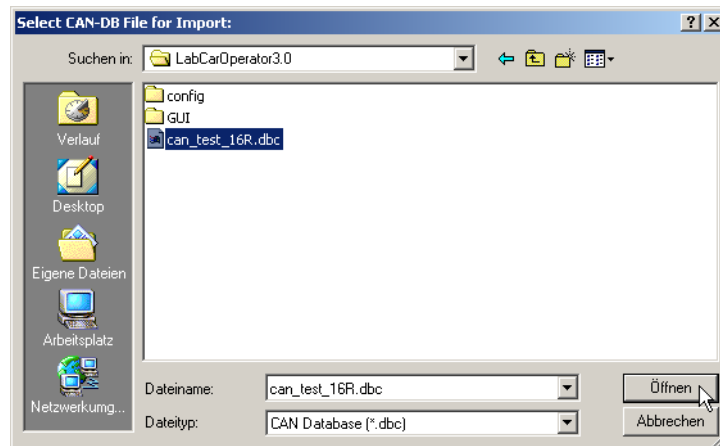 Select CAN-DB File for Import:
Suchen in: LabCarOperator3.0
config
GUI
can_test_16R.dbc
Verlauf
Desktop
Eigene Dateien
Arbeitsplatz
Netzwerkumg...
Dateiname: can_test_16R.dbc Öffnen
Dateityp: CAN Database (*.dbc) Abbrechen